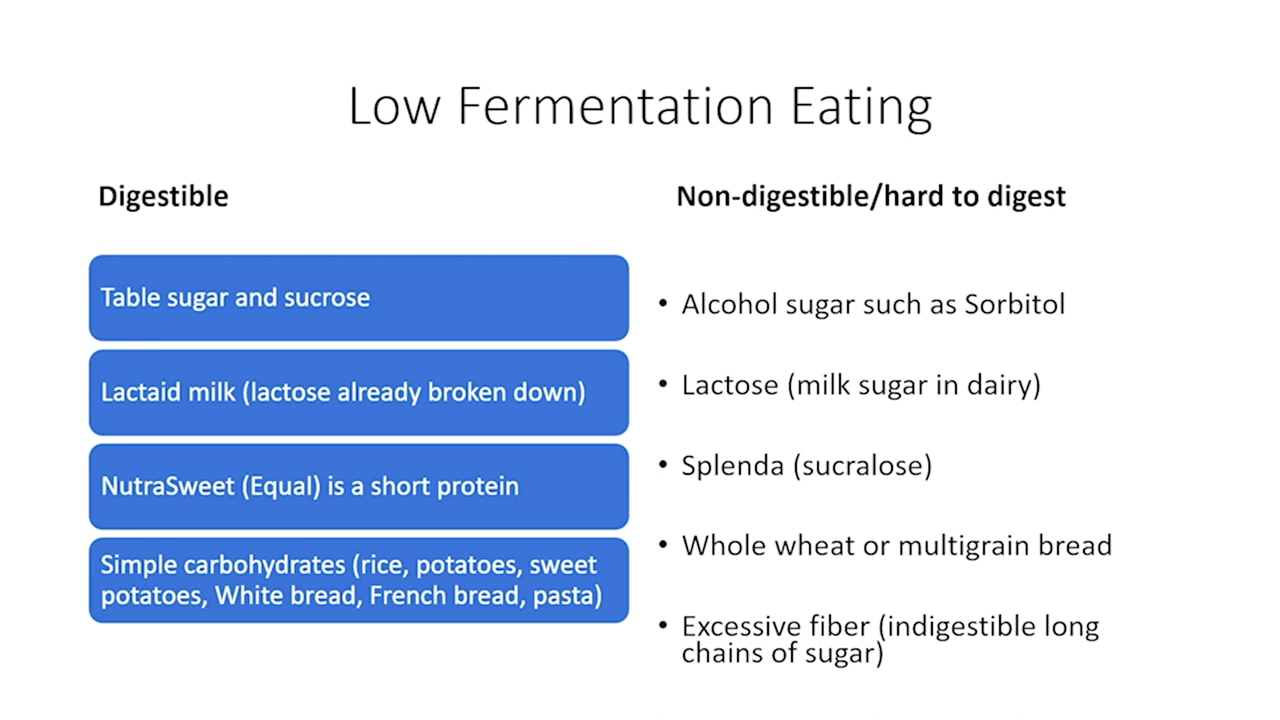 Low Fermentation Eating
Digestible
Table sugar and sucrose
Lactaid milk (lactose already broken down)
NutraSweet (Equal) is a short protein
Simple carbohydrates (rice, potatoes, sweet
potatoes, White bread, French bread, pasta)
Non-digestible/hard to digest
• Alcohol sugar such as Sorbitol
• Lactose (milk sugar in dairy)
• Splenda (sucralose)
• Whole wheat or multigrain bread
• Excessive fiber (indigestible long
chains of sugar)